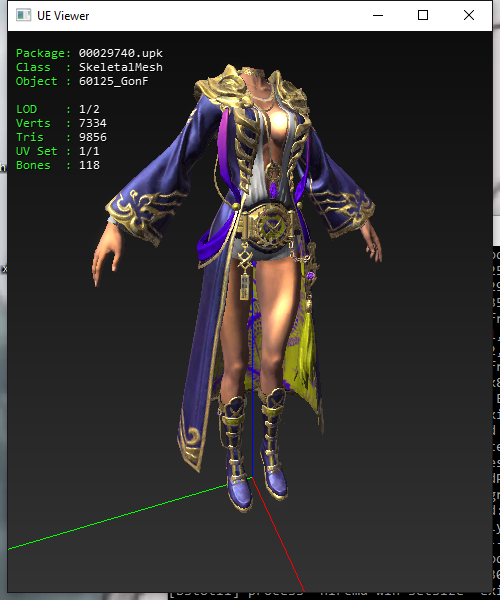 UE Viewer
Package: 00029740.upk
Class : SkeletalMesh
Object : 60125_GonF
LOD : 1/2
Verts : 7334
Tris : 9856
UV Set : 1/1
Bones : 118